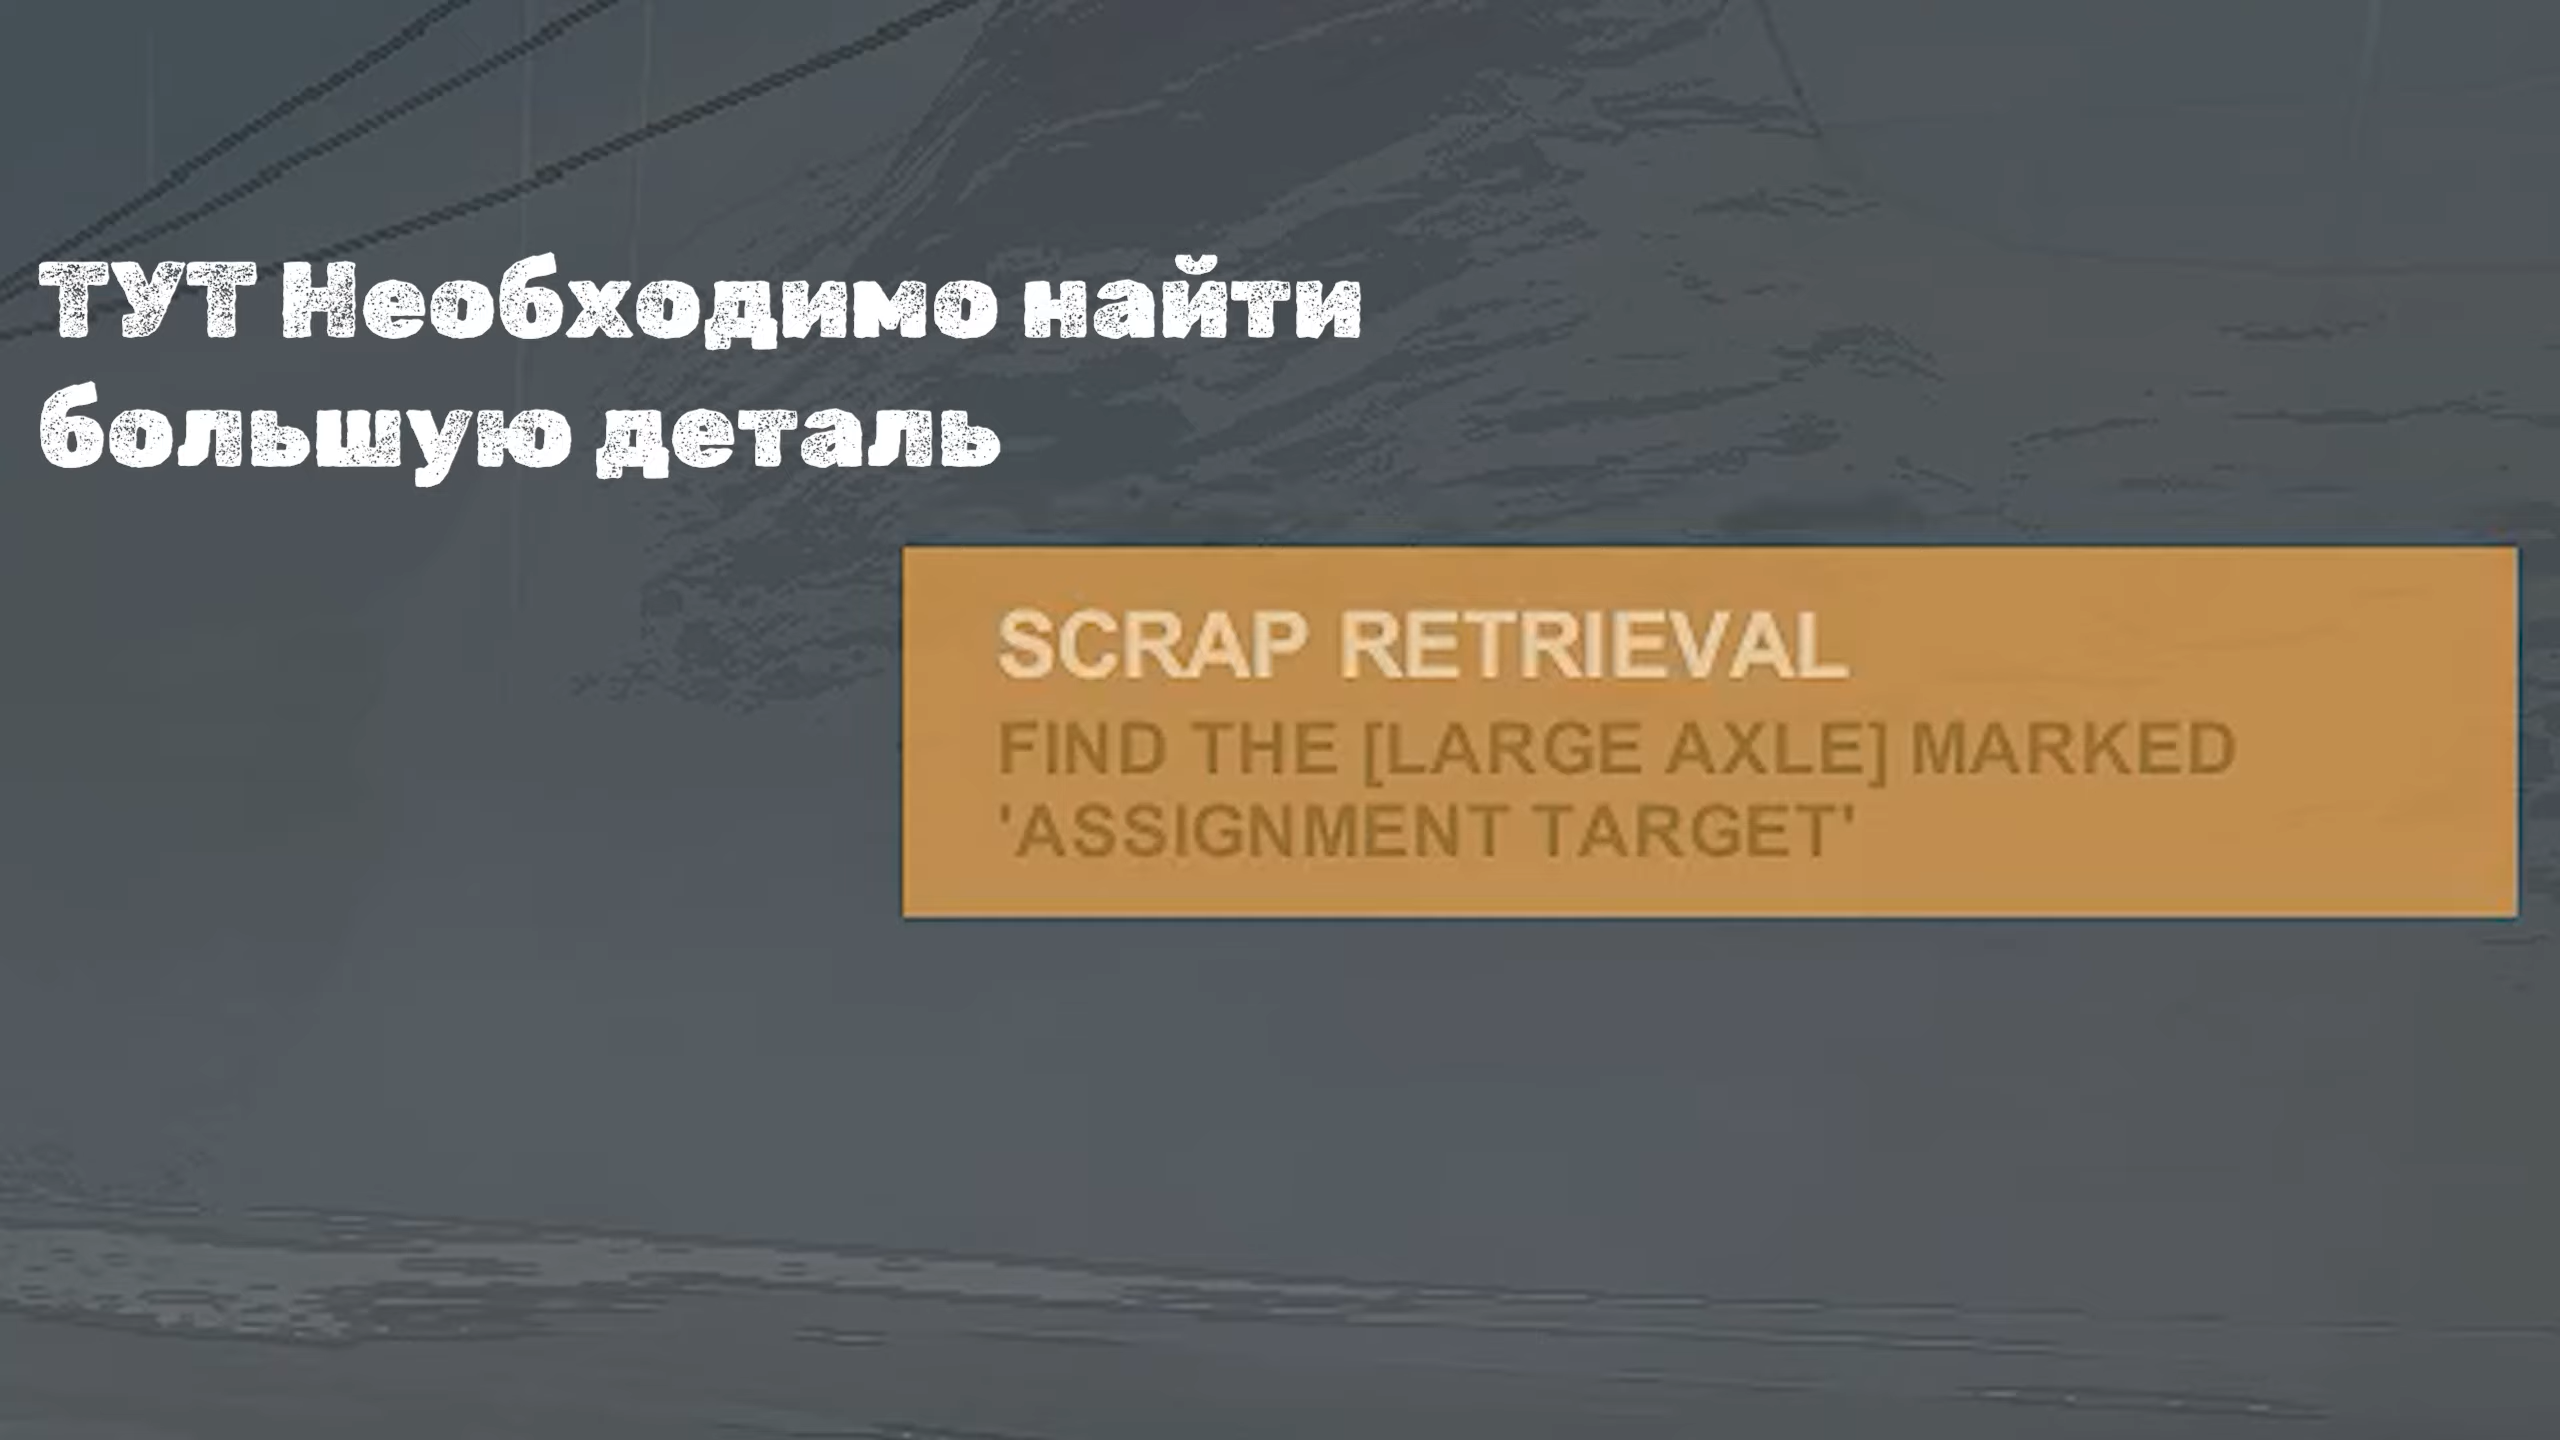 ТУТ Необходимо найти
большую деталь
SCRAP RETRIEVAL
FIND THE [LARGE AXLE] MARKED
'ASSIGNMENT TARGET'